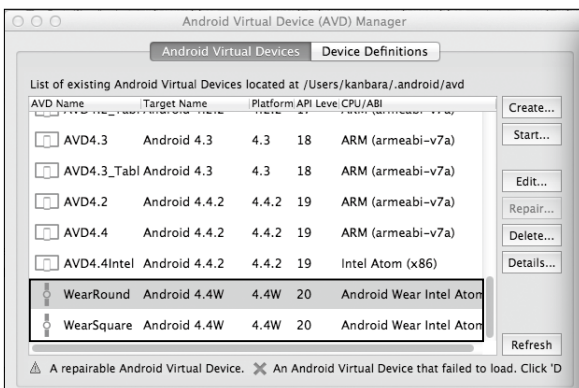 Android Virtual Device (AVD) Manager
Android Virtual Devices Device Definitions
List of existing Android Virtual Devices located at /Users/kanbara/.android/avd
AVD Name Target Name Platform API Leve CPU/ABI
Create...
AVD4.3 Android 4.3 4.3 18 ARM (armeabi-v7a)
Start...
AVD4.3_Tabl Android 4.3 4.3 18 ARM (armeabi-v7a)
Edit...
AVD4.2 Android 4.4.2 4.4.2 19 ARM (armeabi-v7a)
Repair...
AVD4.4 Android 4.4.2 4.4.2 19 ARM (armeabi-v7a)
Delete...
AVD4.4Intel Android 4.4.2 4.4.2 19 Intel Atom (x86)
Details...
WearRound Android 4.4W 4.4W 20 Android Wear Intel Atom
WearSquare Android 4.4W 4.4W 20 Android Wear Intel Atom
Refresh
A repairable Android Virtual Device. An Android Virtual Device that failed to load. Click 'D